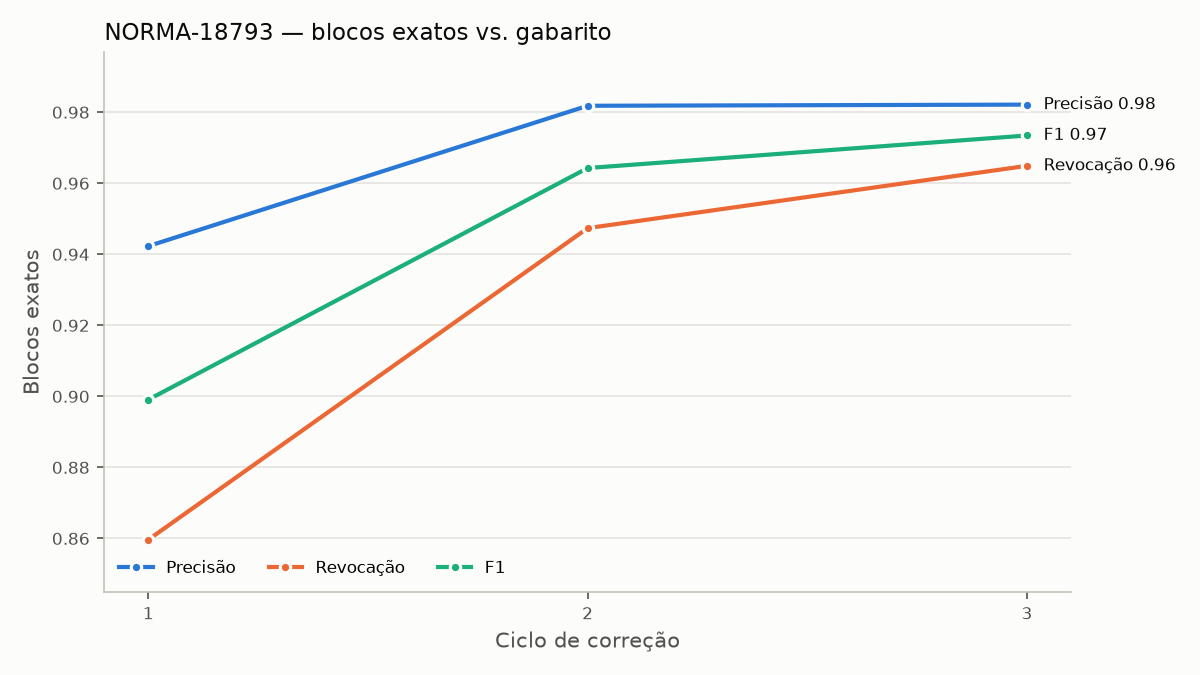 NORMA-18793 — blocos exatos vs. gabarito
Blocos exatos
0.98
0.96
0.94
0.92
0.90
0.88
0.86
Precisão 0.98
F1 0.97
Revocação 0.96
Precisão Revocação F1
1 2 3
Ciclo de correção